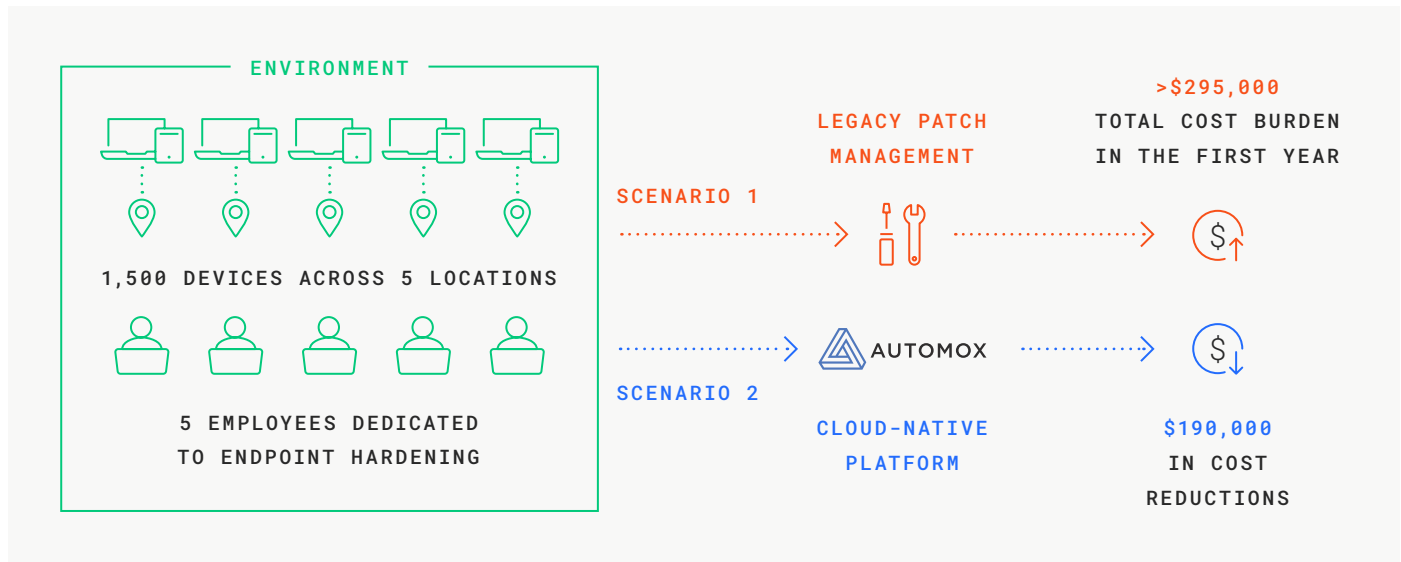 ENVIRONMENT
1,500 DEVICES ACROSS 5 LOCATIONS
5 EMPLOYEES DEDICATED
TO ENDPOINT HARDENING
SCENARIO 1
LEGACY PATCH
MANAGEMENT
>$295,000
TOTAL COST BURDEN
IN THE FIRST YEAR
$
SCENARIO 2
AUTOMOX
CLOUD-NATIVE
PLATFORM
$
$190,000
IN COST
REDUCTIONS